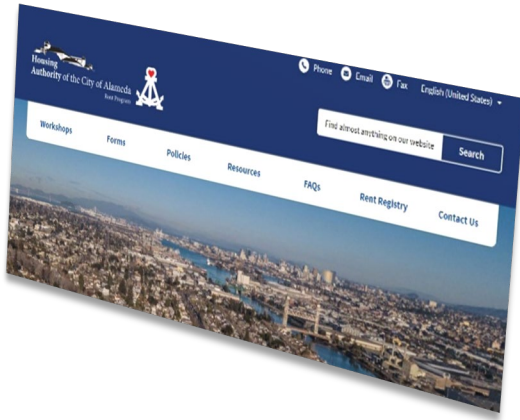 Phone Email Fax English (United States)
Housing
Authority of the City of Alameda
Rent Program
Find almost anything on our website Search
Workshops Forms Policies Resources FAQs Rent Registry Contact Us